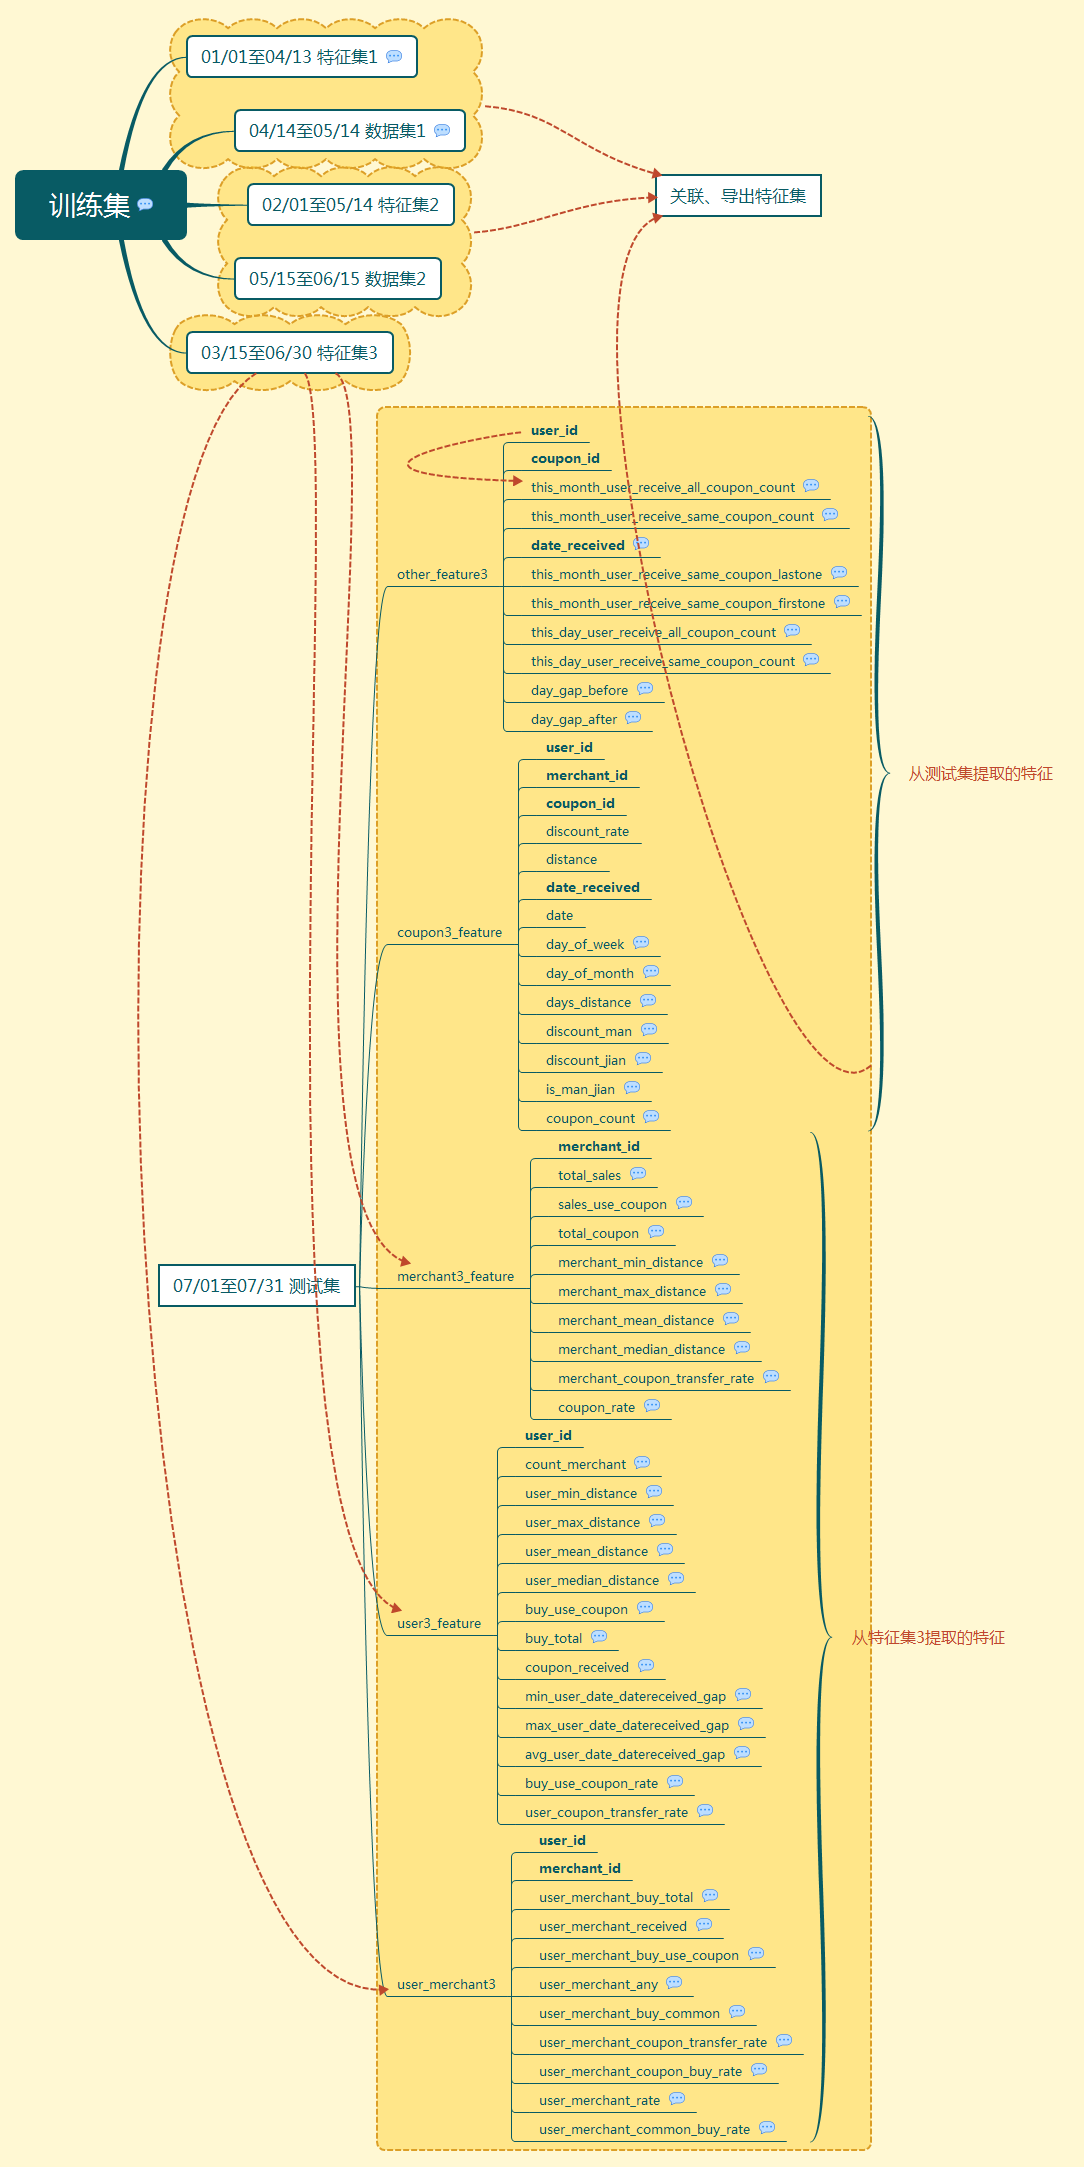 01/01至04/13 特征集1
04/14至05/14 数据集1
训练集
02/01至05/14 特征集2
关联、导出特征集
05/15至06/15 数据集2
03/15至06/30 特征集3
user_id
coupon_id
this_month_user_receive_all_coupon_count
this_month_user_receive_same_coupon_count
date_received
other_feature3
this_month_user_receive_same_coupon_lastone
this_month_user_receive_same_coupon_firstone
this_day_user_receive_all_coupon_count
this_day_user_receive_same_coupon_count
day_gap_before
day_gap_after
user_id
从测试集提取的特征
merchant_id
coupon_id
discount_rate
distance
date_received
date
coupon3_feature
day_of_week
day_of_month
days_distance
discount_man
discount_jian
is_man_jian
coupon_count
merchant_id
total_sales
sales_use_coupon
total_coupon
merchant_min_distance
merchant3_feature
07/01至07/31 测试集
merchant_max_distance
merchant_mean_distance
merchant_median_distance
merchant_coupon_transfer_rate
coupon_rate
user_id
count_merchant
user_min_distance
user_max_distance
user_mean_distance
user_median_distance
buy_use_coupon
user3_feature
buy_total
从特征集3提取的特征
coupon_received
min_user_date_datereceived_gap
max_user_date_datereceived_gap
avg_user_date_datereceived_gap
buy_use_coupon_rate
user_coupon_transfer_rate
user_id
merchant_id
user_merchant_buy_total
user_merchant_received
user_merchant_buy_use_coupon
user_merchant3
user_merchant_any
user_merchant_buy_common
user_merchant_coupon_transfer_rate
user_merchant_coupon_buy_rate
user_merchant_rate
user_merchant_common_buy_rate